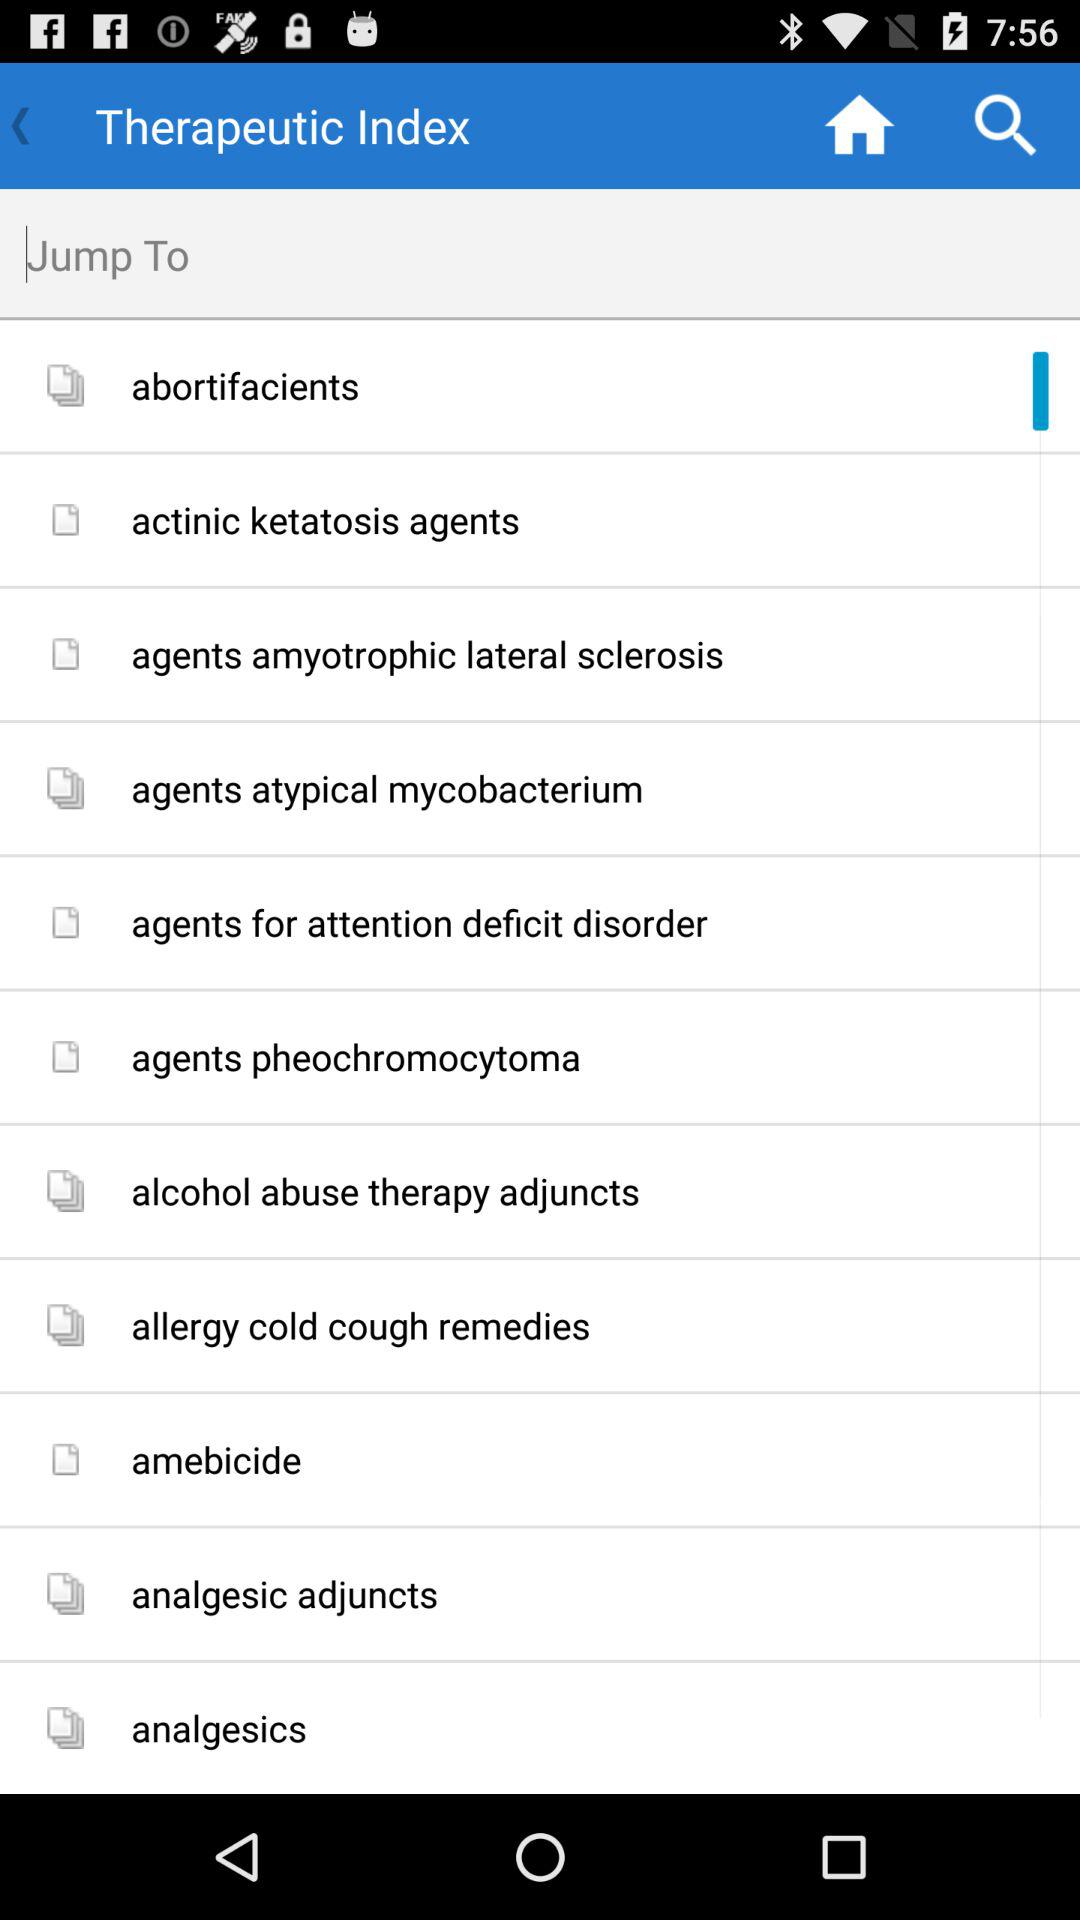 FAKE
7:56
Therapeutic Index
Jump To
abortifacients
actinic ketatosis agents
agents amyotrophic lateral sclerosis
agents atypical mycobacterium
agents for attention deficit disorder
agents pheochromocytoma
alcohol abuse therapy adjuncts
allergy cold cough remedies
amebicide
analgesic adjuncts
analgesics